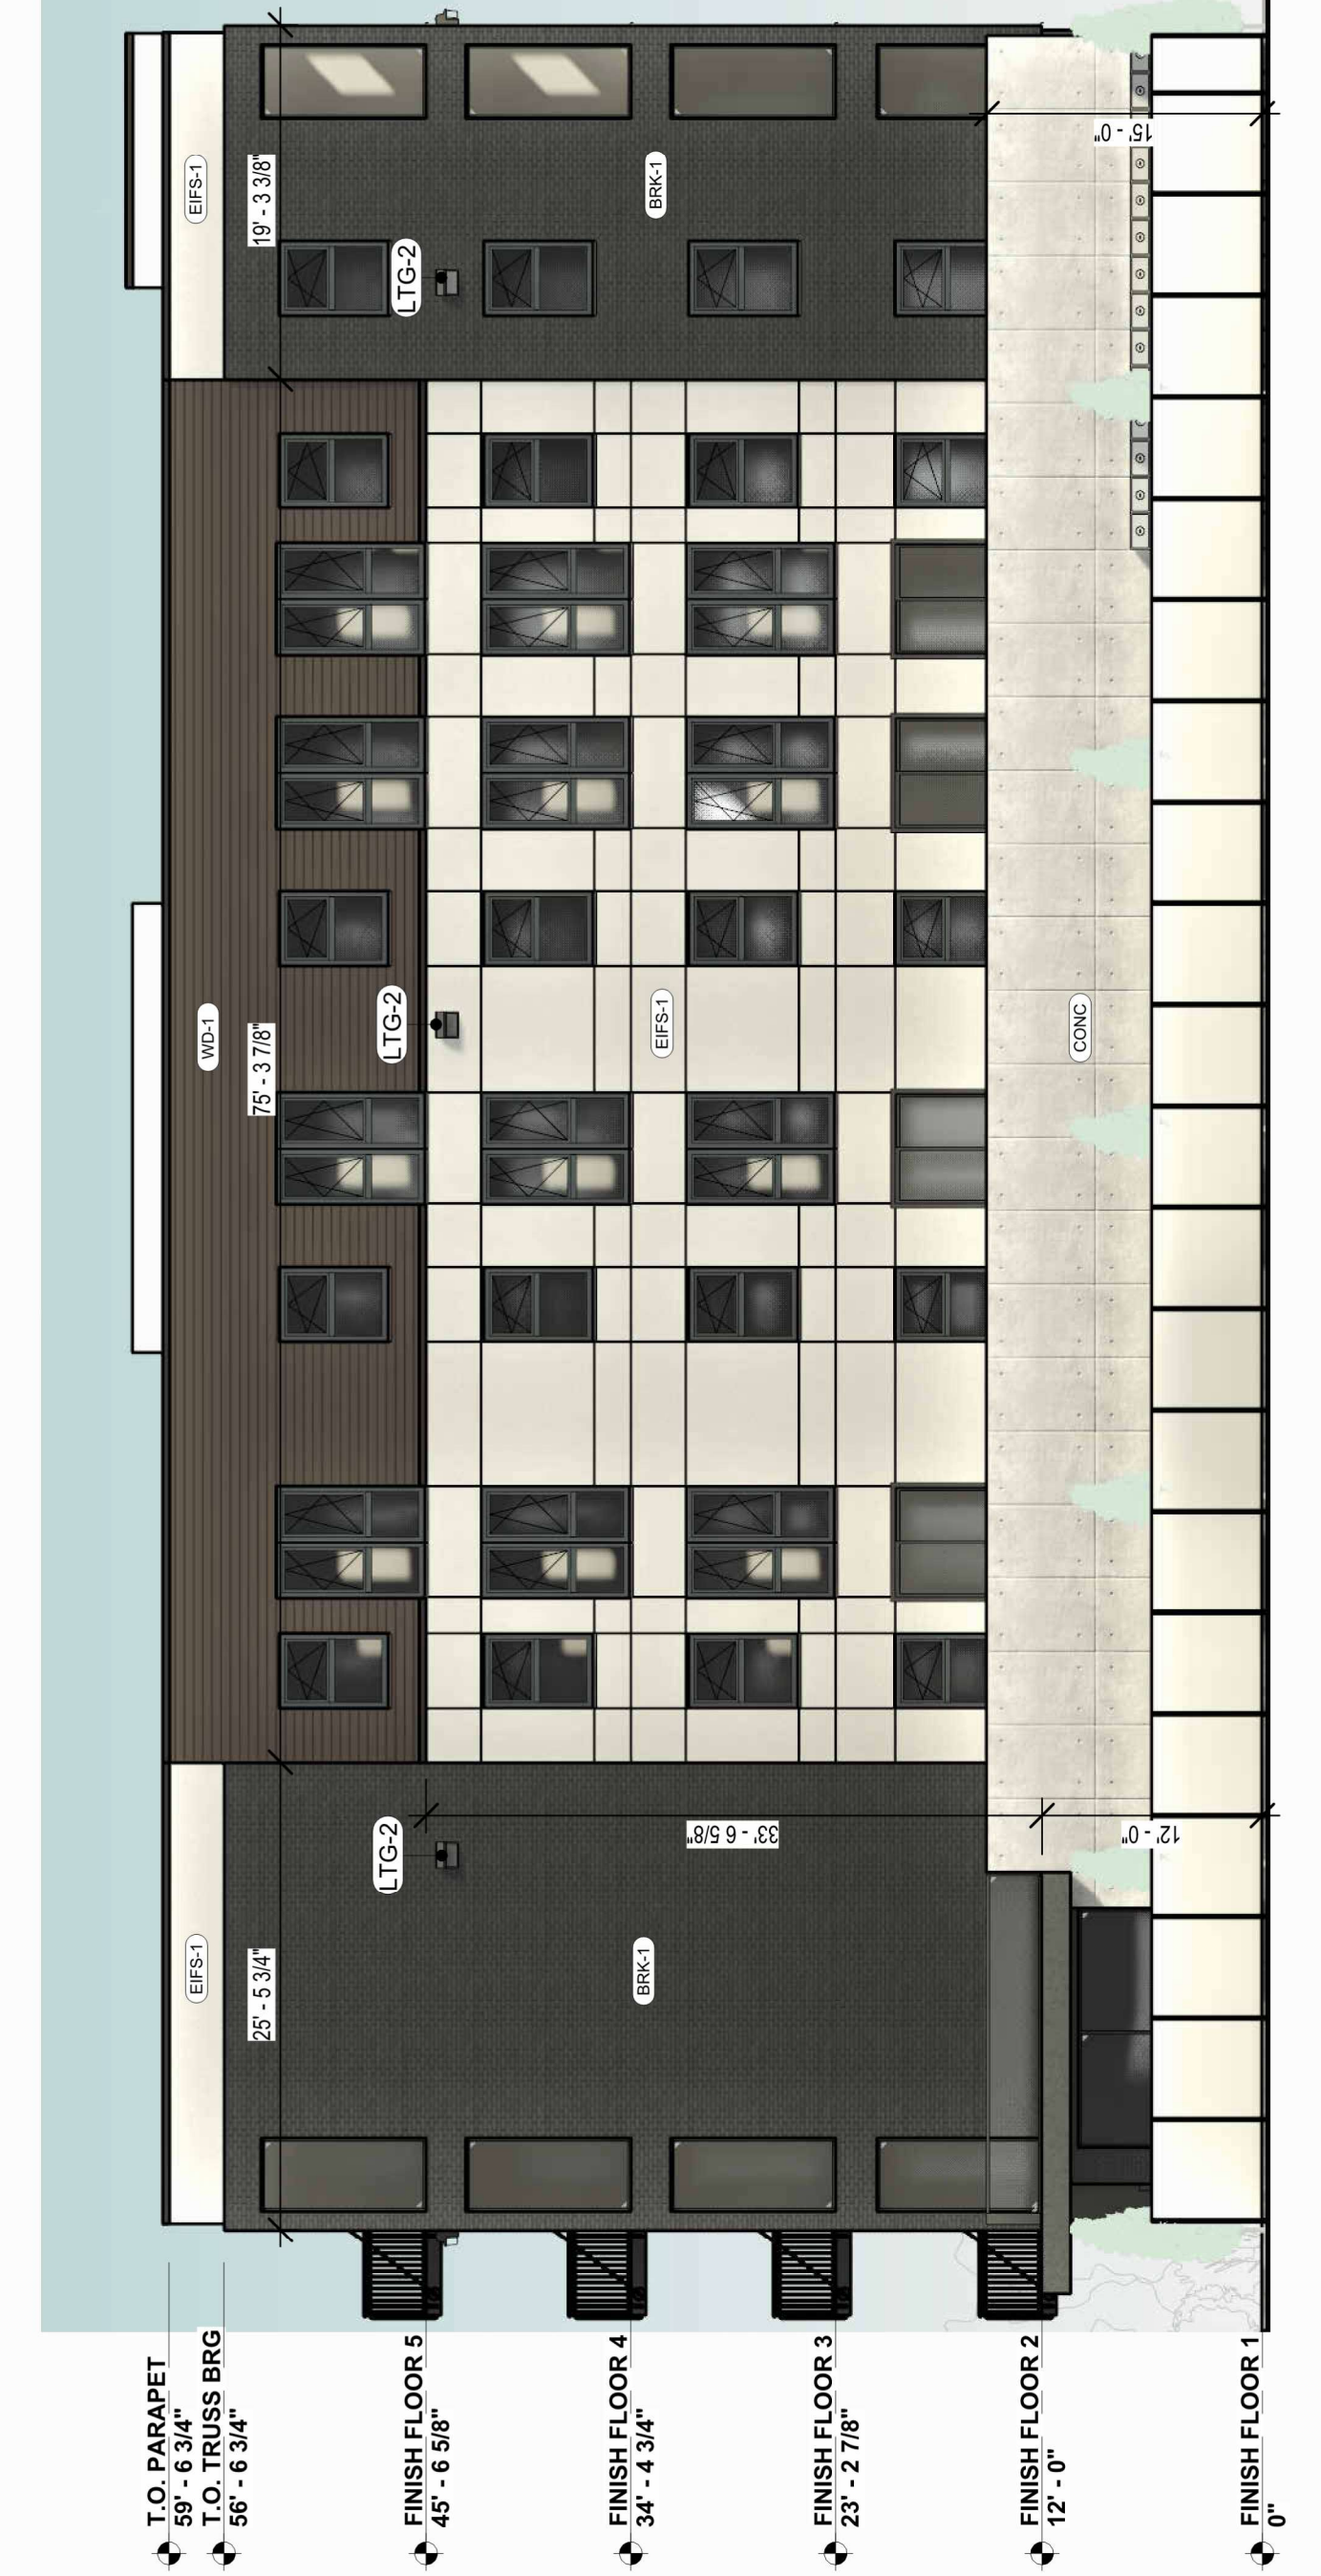 T.O. PARAPET
59' - 6 3/4"
T.O. TRUSS BRG
56' - 6 3/4"
FINISH FLOOR 5
45' - 6 5/8"
FINISH FLOOR 4
34' - 4 3/4"
FINISH FLOOR 3
23' - 2 7/8"
FINISH FLOOR 2
12' - 0"
FINISH FLOOR 1
0"
EIFS-1
WD-1
EIFS-1
25' - 5 3/4"
75' - 3 7/8"
19' - 3 3/8"
LTG-2
LTG-2
LTG-2
BRK-1
EIFS-1
BRK-1
33' - 6 5/8"
CONC
12' - 0"
15' - 0"